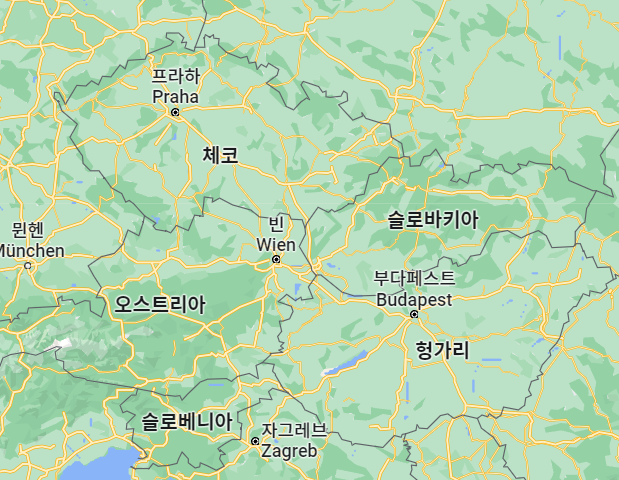 프라하
Praha
체코
슬로바키아
빈
Wien
뮌헨
München
부다페스트
Budapest
오스트리아
헝가리
슬로베니아
자그레브
Zagreb